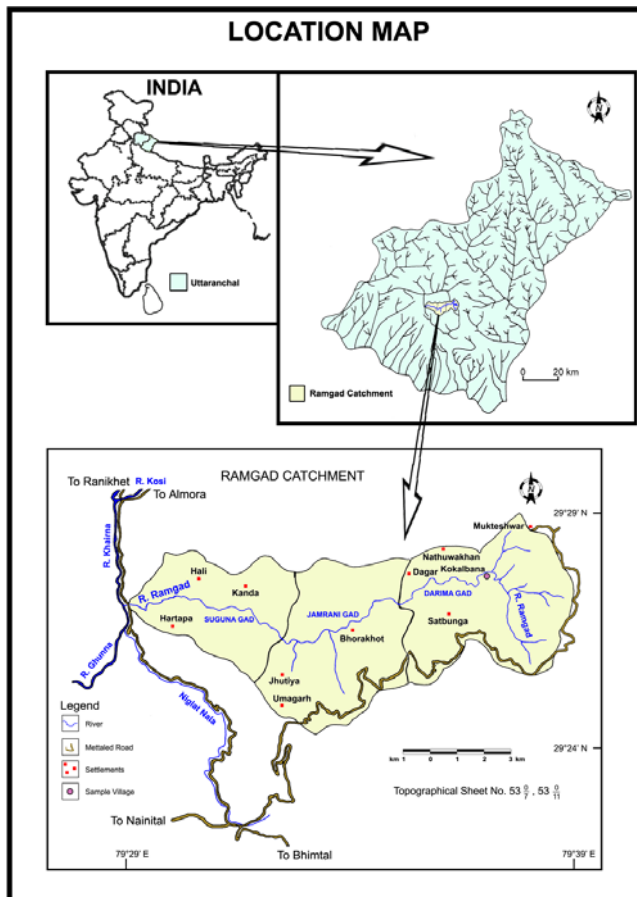 LOCATION MAP
INDIA
Uttaranchal
0 20 km
Ramgad Catchment
RAMGAD CATCHMENT
To Ranikhet
R. Kosi
To Almora
29°29' N
Mukteshwar
R. Khairna
Nathuwakhan
Hali
Dagar
Kokalbana
R. Ramgad
Kanda
DARIMA GAD
R. Ramgad
JAMRANI GAD
SUGUNA GAD
Hartapa
Satbunga
Bhorakhot
R. Ghunna
Jhutiya
Niglat Nala
Umagarh
Legend
River
Mettaled Road
Settlements
Sample Village
29°24' N
km 1 0 1 2 3 km
Topographical Sheet No. 53 0/7 , 53 0/11
To Nainital
To Bhimtal
79°29' E
79°39' E